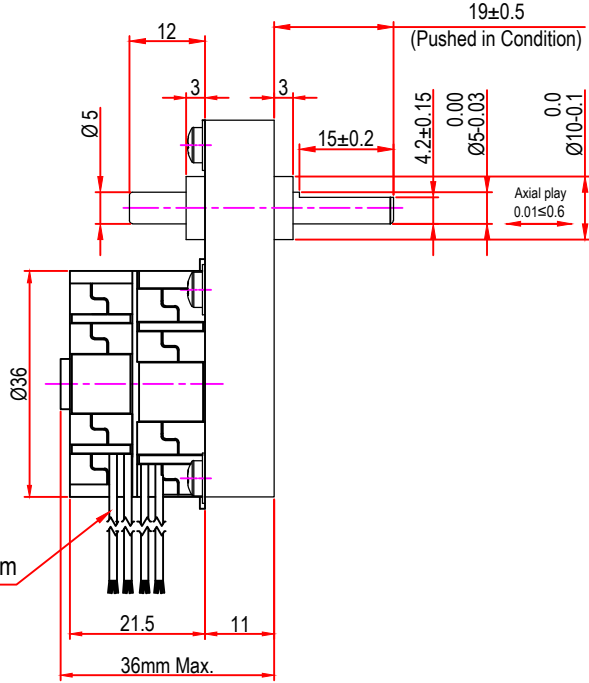 19±0.5
(Pushed in Condition)
12
3
3
Ø 5
15±0.2
4.2±0.15
0.00
Ø5-0.03
0.0
Ø10-0.1
Axial play
0.01≤0.6
Ø36
m
21.5
11
36mm Max.